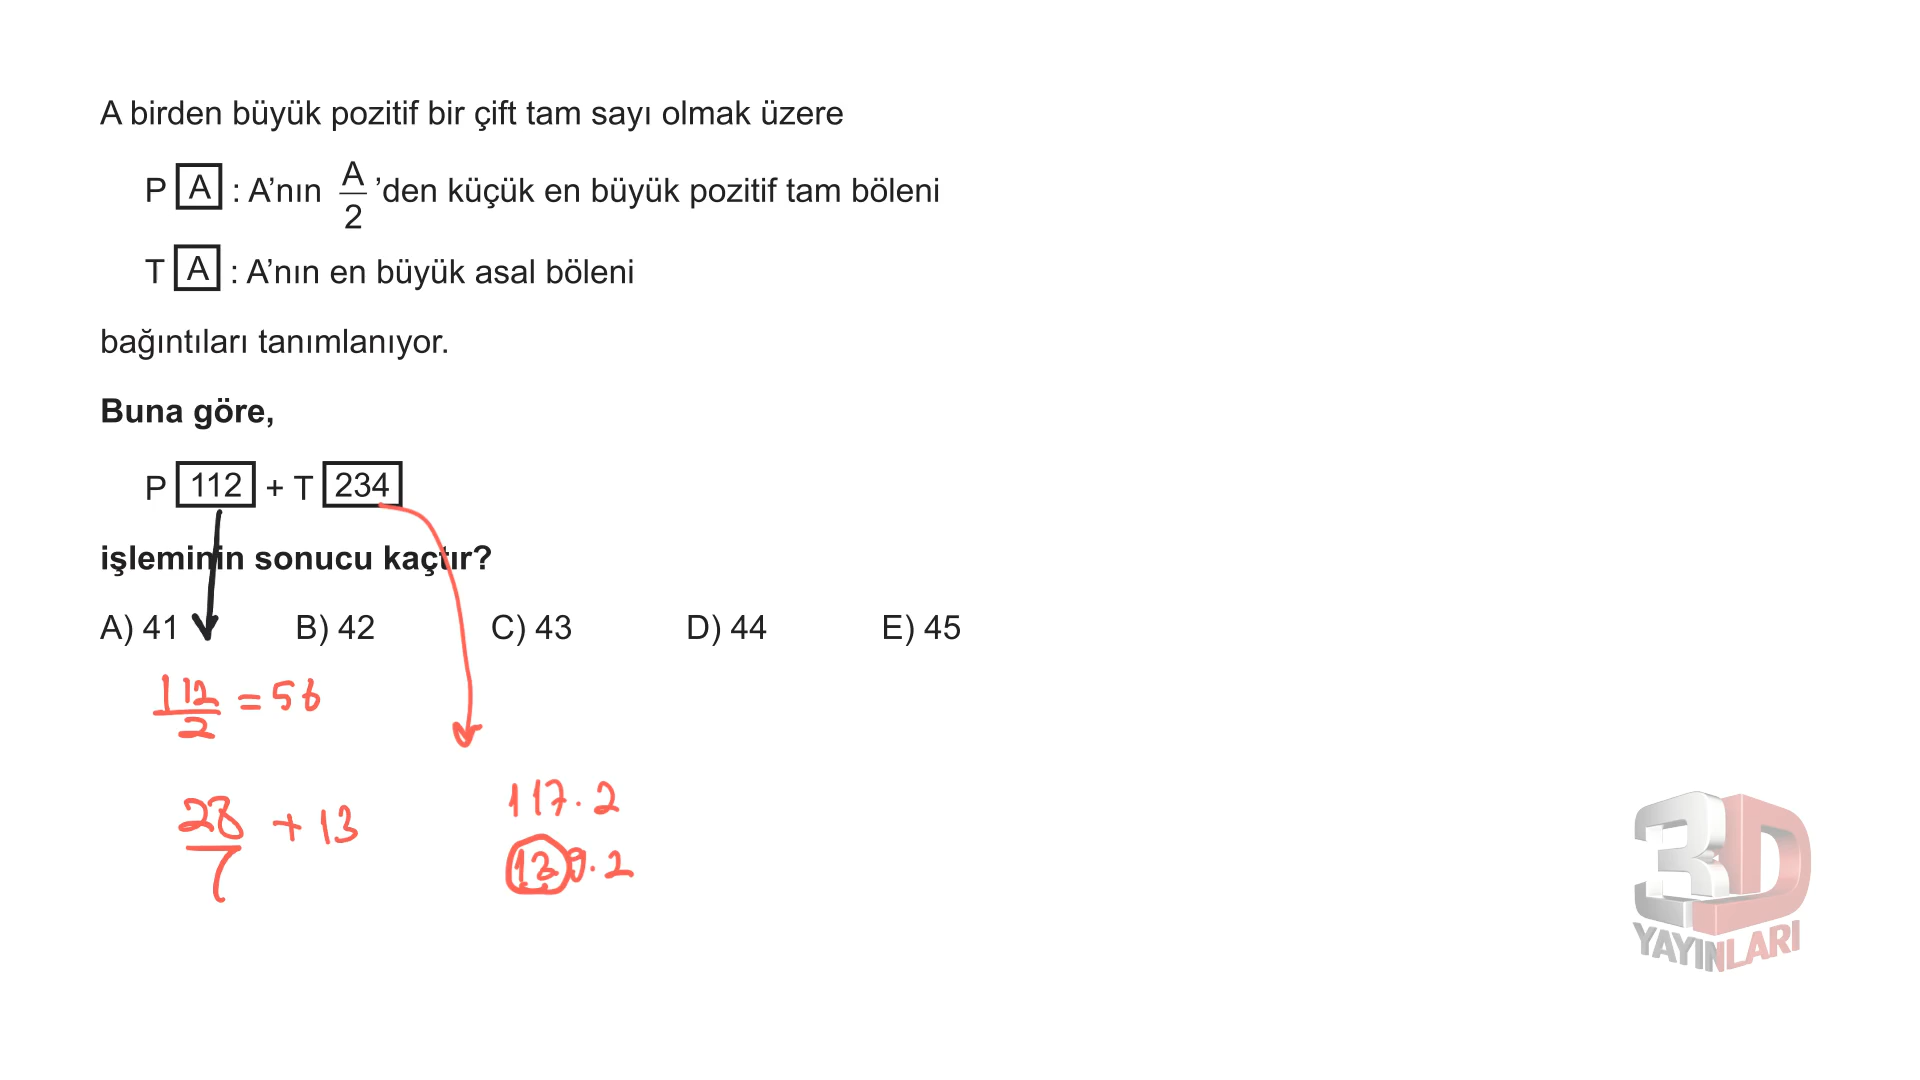 A birden büyük pozitif bir çift tam sayı olmak üzere
P A : A’nın A/2 ’den küçük en büyük pozitif tam böleni
T A : A’nın en büyük asal böleni
bağıntıları tanımlanıyor.
Buna göre,
P 112 + T 234
işleminin sonucu kaçtır?
A) 41 B) 42 C) 43 D) 44 E) 45
112/2 = 56
117.2
28/7 + 13
13 9.2
3D
YAYINLARI